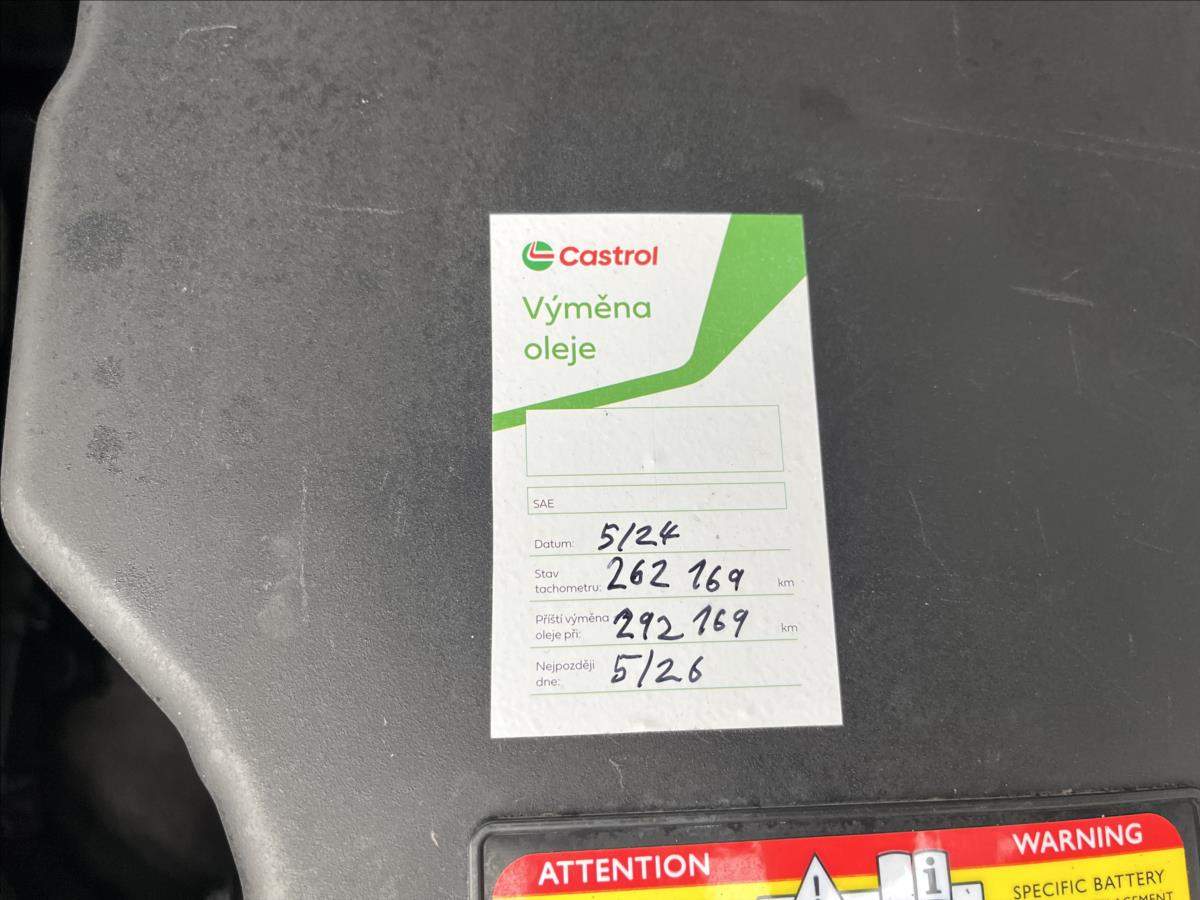 Castrol
Výměna
oleje
SAE
Datum: 5/24
Stav
tachometru: 262 169 km
Příští výměna
oleje při: 292 169 km
Nejpozději
dne: 5/26
ATTENTION WARNING
! i SPECIFIC BATTERY